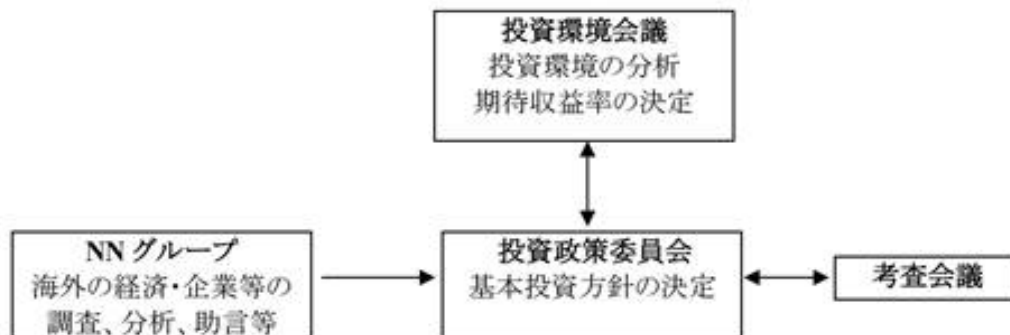 投資環境会議
投資環境の分析
期待収益率の決定
NN グループ
海外の経済・企業等の
調査、分析、助言等
投資政策委員会
基本投資方針の決定
考査会議